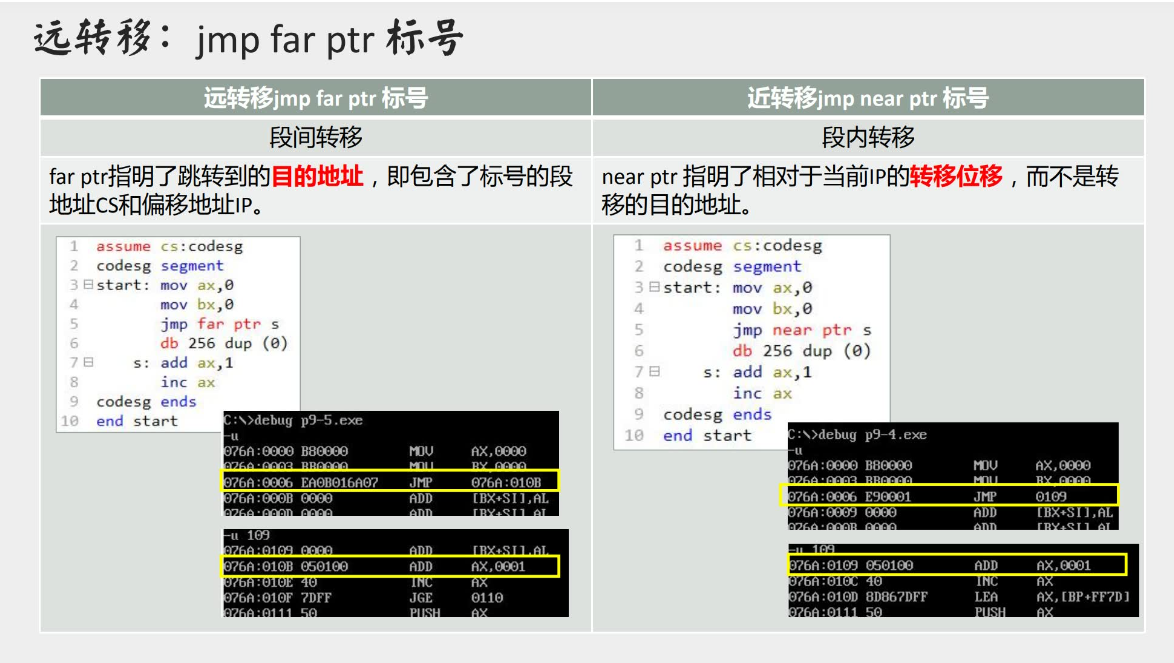 远转移：jmp far ptr 标号
远转移jmp far ptr 标号
近转移jmp near ptr 标号
段间转移
段内转移
far ptr指明了跳转到的目的地址，即包含了标号的段
地址CS和偏移地址IP。
near ptr 指明了相对于当前IP的转移位移，而不是转
移的目的地址。
1 assume cs:codesg
2 codesg segment
3 start: mov ax,0
4 mov bx,0
5 jmp far ptr s
6 db 256 dup (0)
7 s: add ax,1
8 inc ax
9 codesg ends
10 end start
C:\>debug p9-5.exe
-u
076A:0000 B80000 MOV AX,0000
076A:0003 BB0000 MOV BX,0000
076A:0006 EA0B016A07 JMP 076A:010B
076A:000B 0000 ADD [BX+SI],AL
076A:000D 0000 ADD [BX+SI],AL
-u 109
076A:0109 0000 ADD [BX+SI],AL
076A:010B 050100 ADD AX,0001
076A:010E 40 INC AX
076A:010F 7DFF JGE 0110
076A:0111 50 PUSH AX
1 assume cs:codesg
2 codesg segment
3 start: mov ax,0
4 mov bx,0
5 jmp near ptr s
6 db 256 dup (0)
7 s: add ax,1
8 inc ax
9 codesg ends
10 end start
C:\>debug p9-4.exe
-u
076A:0000 B80000 MOV AX,0000
076A:0003 BB0000 MOV BX,0000
076A:0006 E90001 JMP 0109
076A:0009 0000 ADD [BX+SI],AL
076A:000B 0000 ADD [BX+SI],AL
-u 109
076A:0109 050100 ADD AX,0001
076A:010C 40 INC AX
076A:010D 8D867DFF LEA AX,[BP+FF7D]
076A:0111 50 PUSH AX